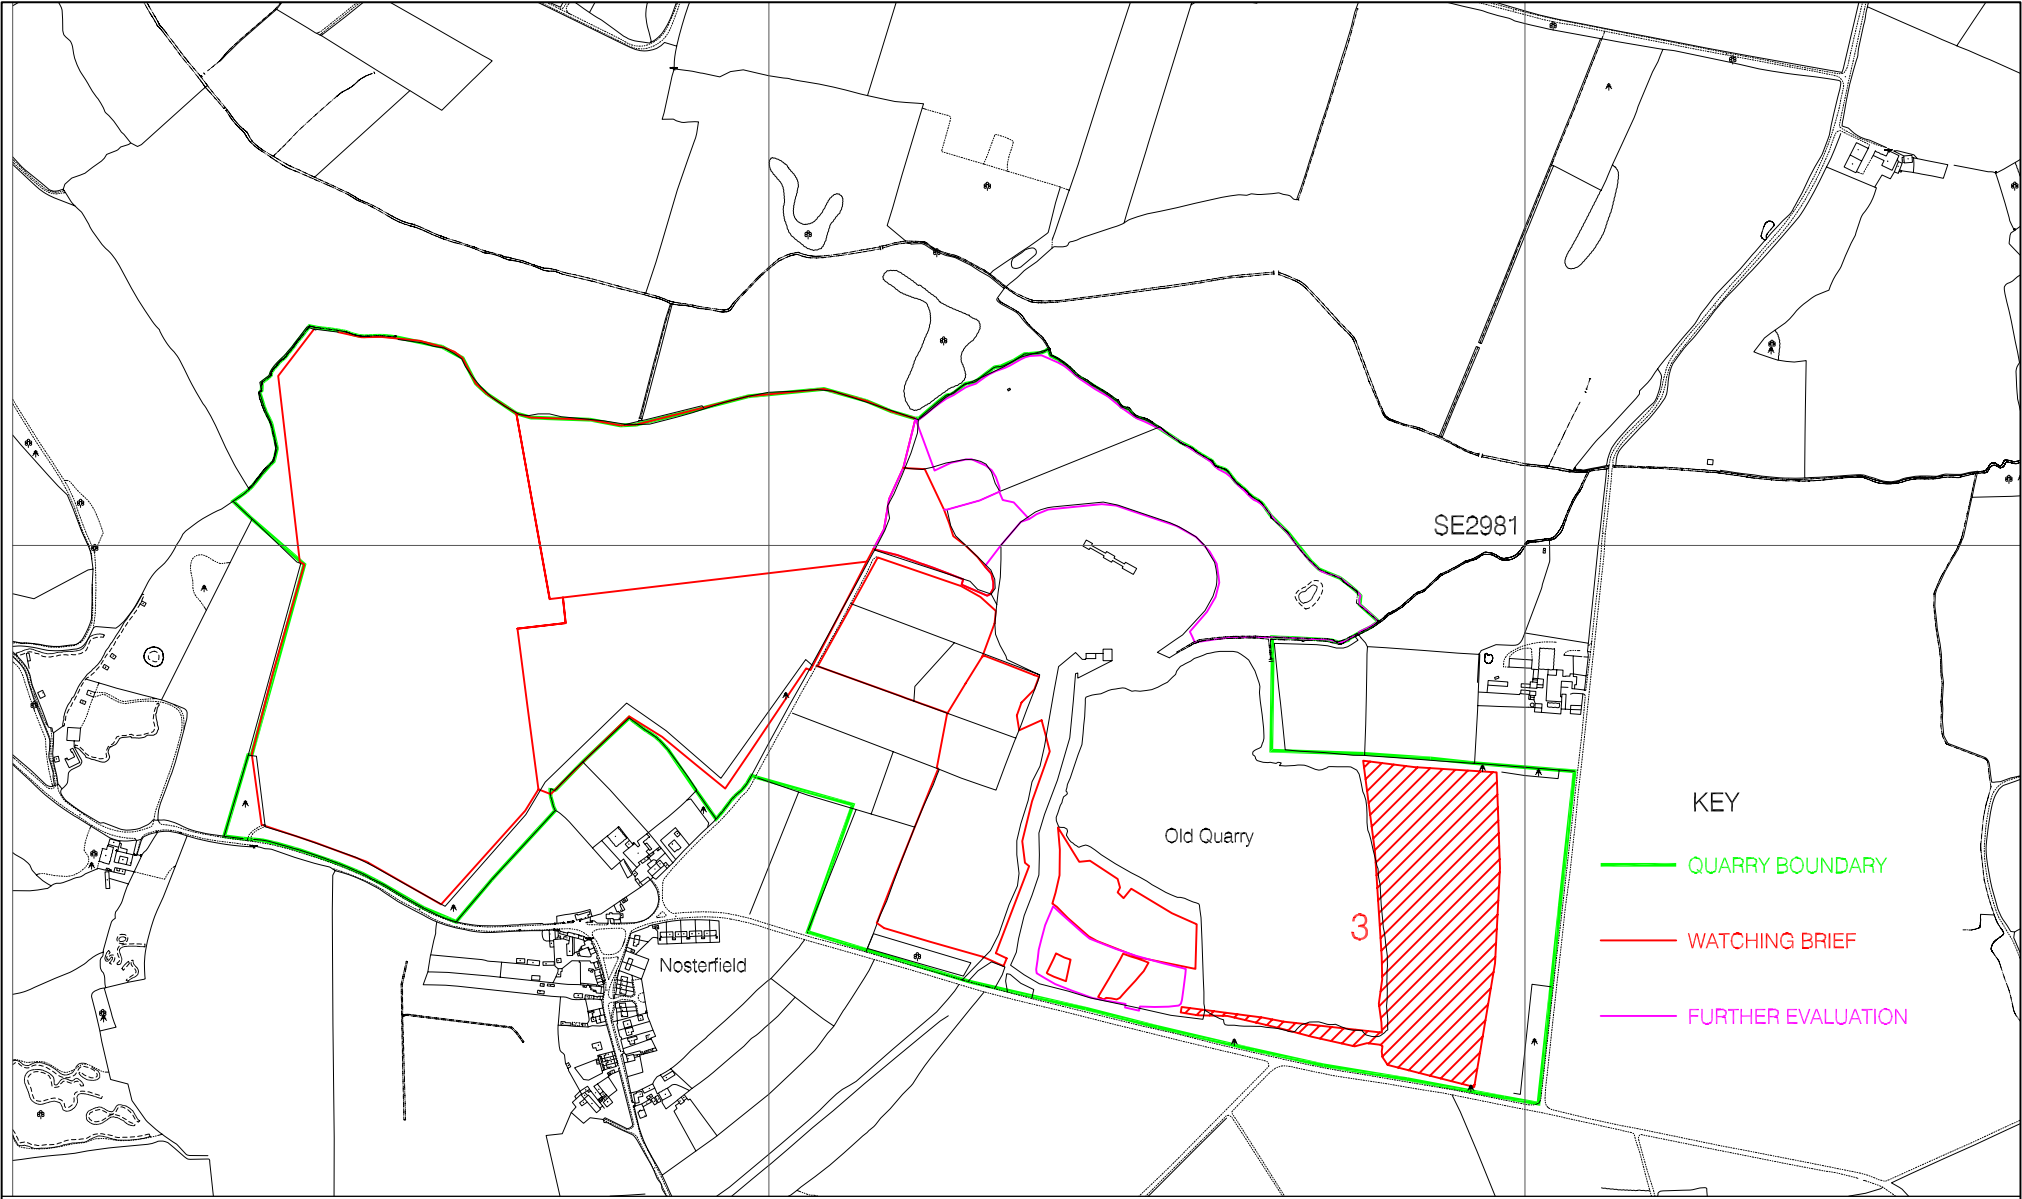 SE2981
KEY
Old Quarry
QUARRY BOUNDARY
3
WATCHING BRIEF
Nosterfield
FURTHER EVALUATION